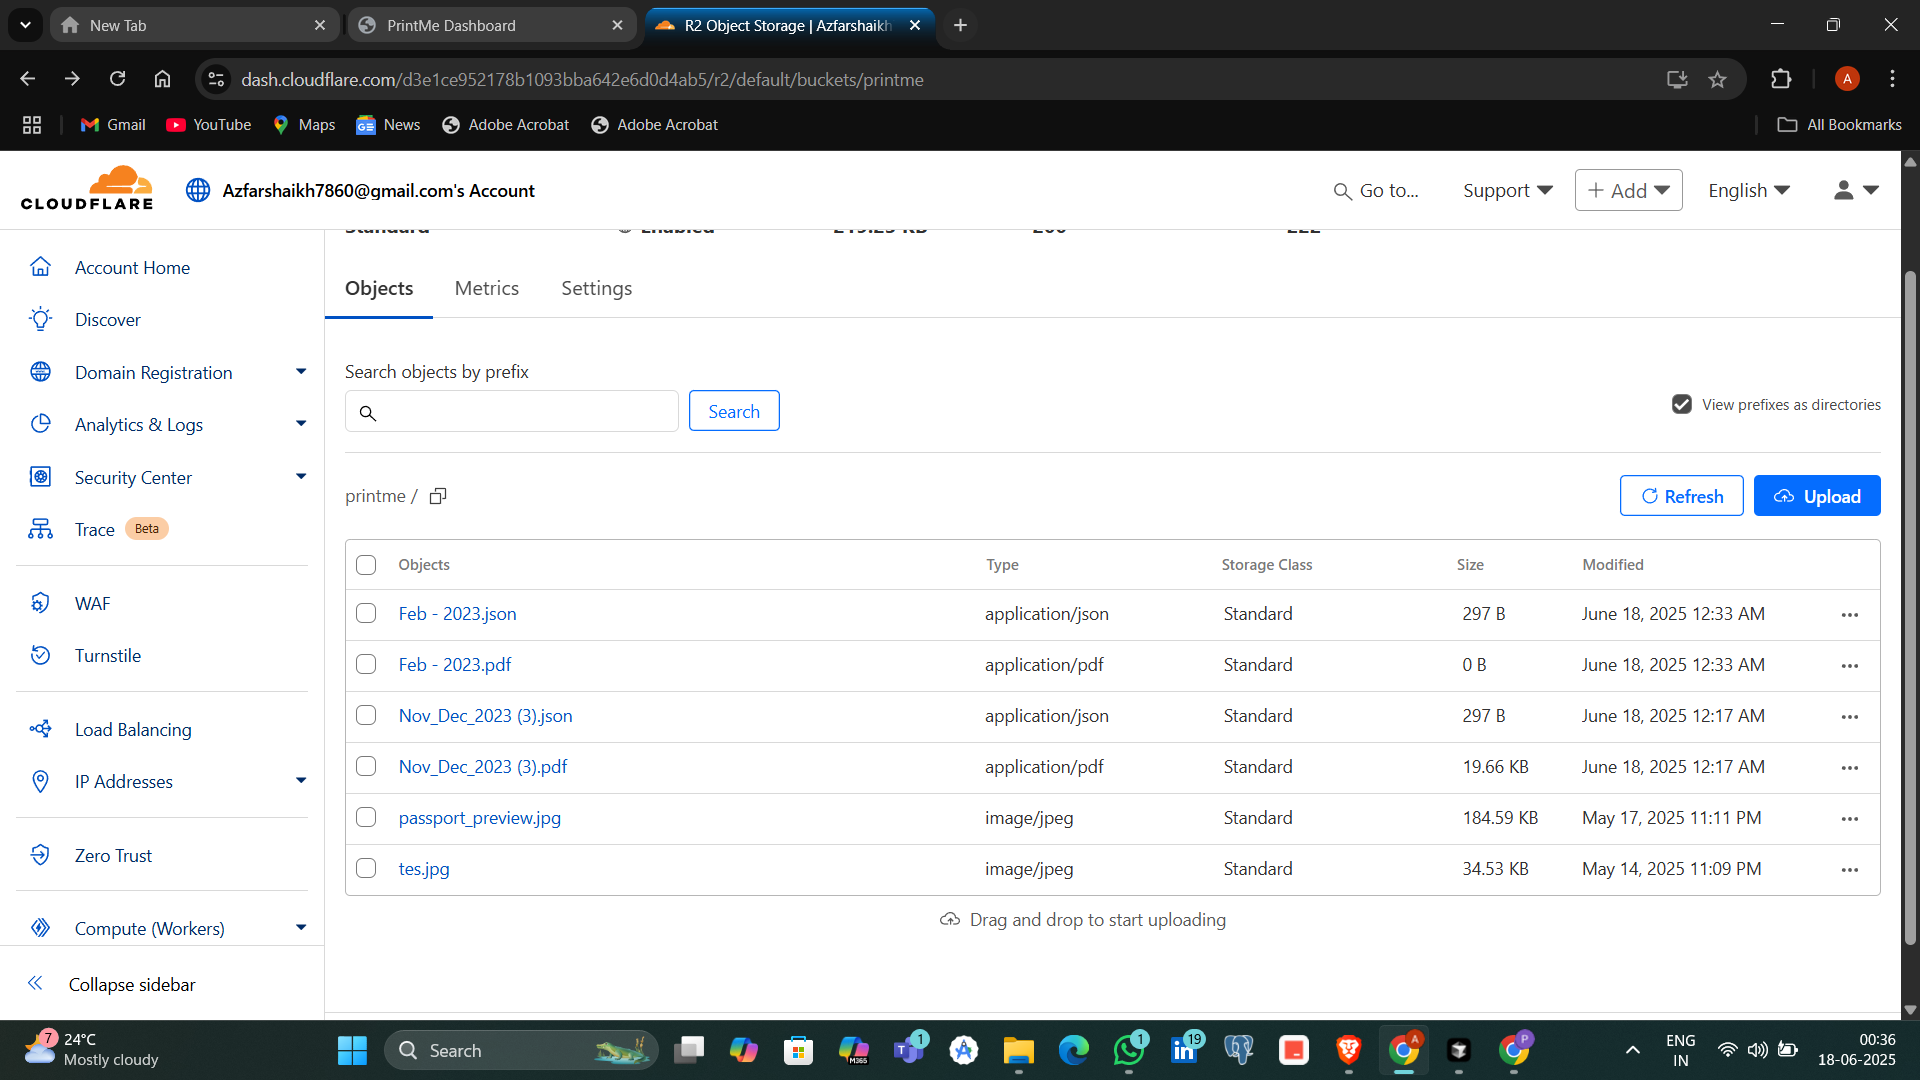 New Tab
PrintMe Dashboard
R2 Object Storage | Azfarshaikh
dash.cloudflare.com/d3e1ce952178b1093bba642e6d0d4ab5/r2/default/buckets/printme
A
Gmail
YouTube
Maps
News
Adobe Acrobat
Adobe Acrobat
All Bookmarks
CLOUDFLARE
Azfarshaikh7860@gmail.com's Account
Go to...
Support
+ Add
English
Account Home
Discover
Domain Registration
Analytics & Logs
Security Center
Trace Beta
WAF
Turnstile
Load Balancing
IP Addresses
Zero Trust
Compute (Workers)
Collapse sidebar
Standard Enabled
Objects Metrics Settings
Search objects by prefix
Search
View prefixes as directories
printme /
Refresh
Upload
Objects Type Storage Class Size Modified
Feb - 2023.json application/json Standard 297 B June 18, 2025 12:33 AM
Feb - 2023.pdf application/pdf Standard 0 B June 18, 2025 12:33 AM
Nov_Dec_2023 (3).json application/json Standard 297 B June 18, 2025 12:17 AM
Nov_Dec_2023 (3).pdf application/pdf Standard 19.66 KB June 18, 2025 12:17 AM
passport_preview.jpg image/jpeg Standard 184.59 KB May 17, 2025 11:11 PM
tes.jpg image/jpeg Standard 34.53 KB May 14, 2025 11:09 PM
Drag and drop to start uploading
7
24°C
Mostly cloudy
Search
M365
1
1
19
A
P
ENG
IN
00:36
18-06-2025